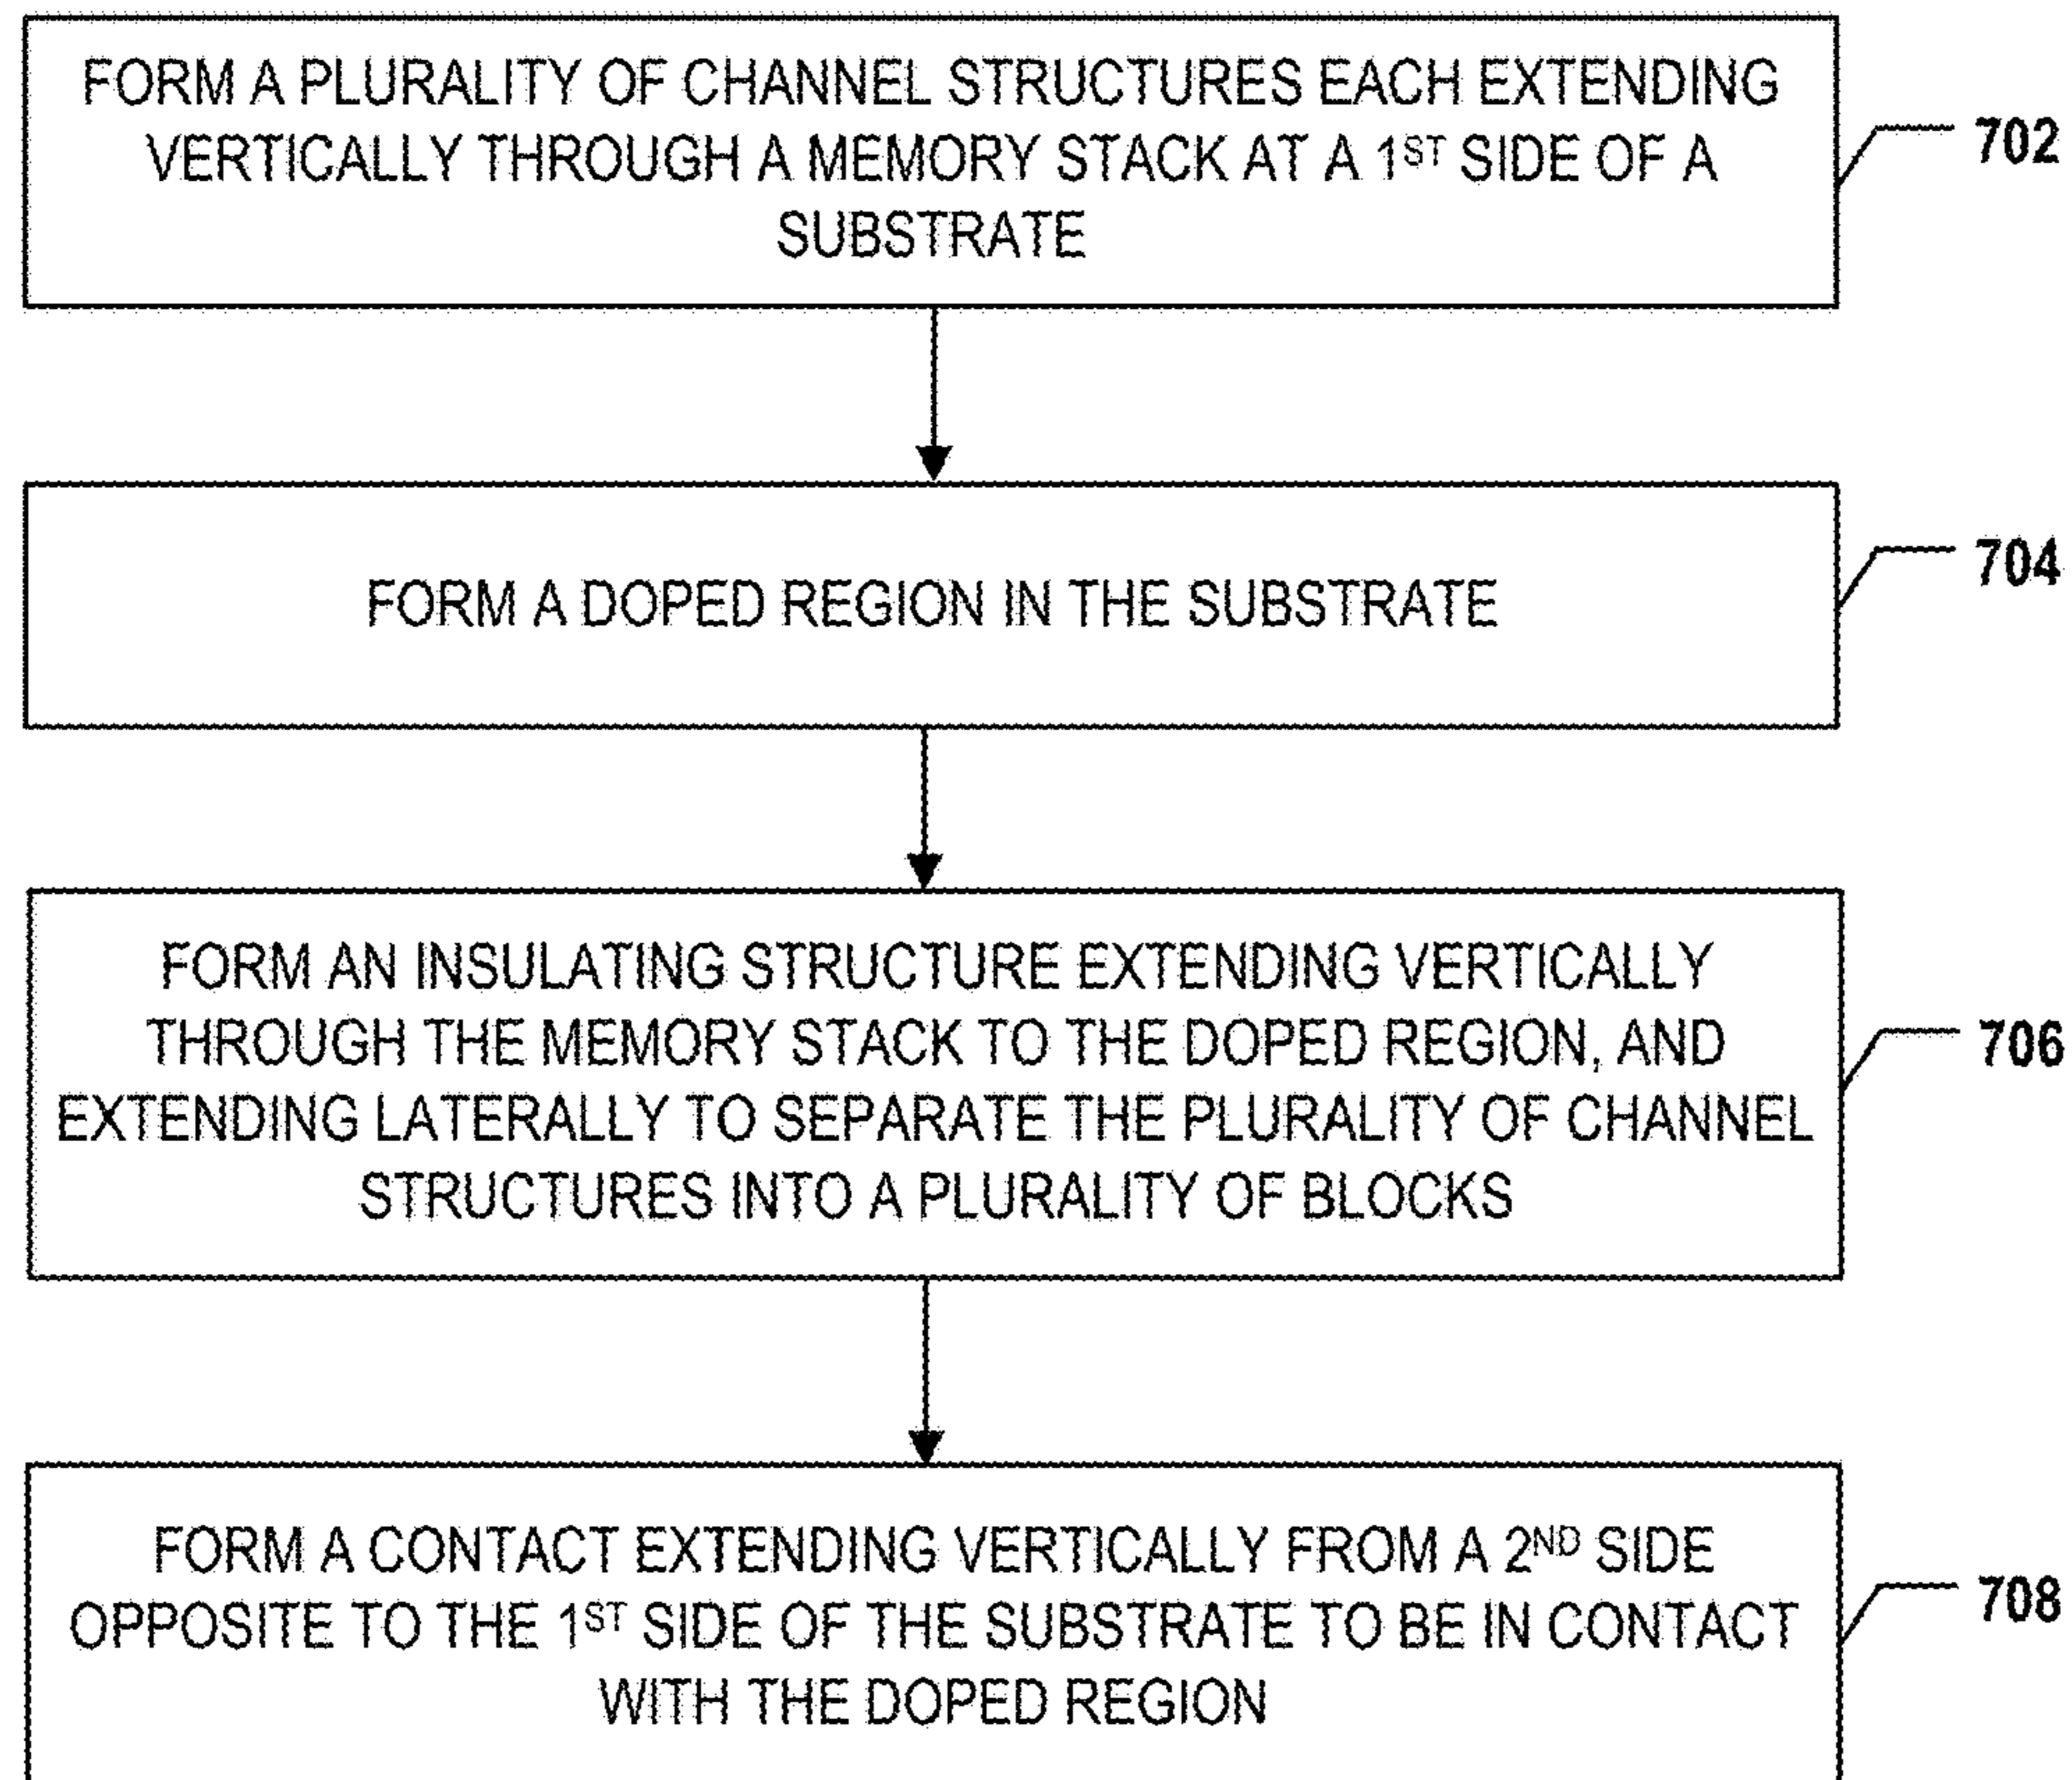 FORM A PLURALITY OF CHANNEL STRUCTURES EACH EXTENDING
VERTICALLY THROUGH A MEMORY STACK AT A 1ST SIDE OF A
SUBSTRATE
702
FORM A DOPED REGION IN THE SUBSTRATE
704
FORM AN INSULATING STRUCTURE EXTENDING VERTICALLY
THROUGH THE MEMORY STACK TO THE DOPED REGION, AND
EXTENDING LATERALLY TO SEPARATE THE PLURALITY OF CHANNEL
STRUCTURES INTO A PLURALITY OF BLOCKS
706
FORM A CONTACT EXTENDING VERTICALLY FROM A 2ND SIDE
OPPOSITE TO THE 1ST SIDE OF THE SUBSTRATE TO BE IN CONTACT
WITH THE DOPED REGION
708